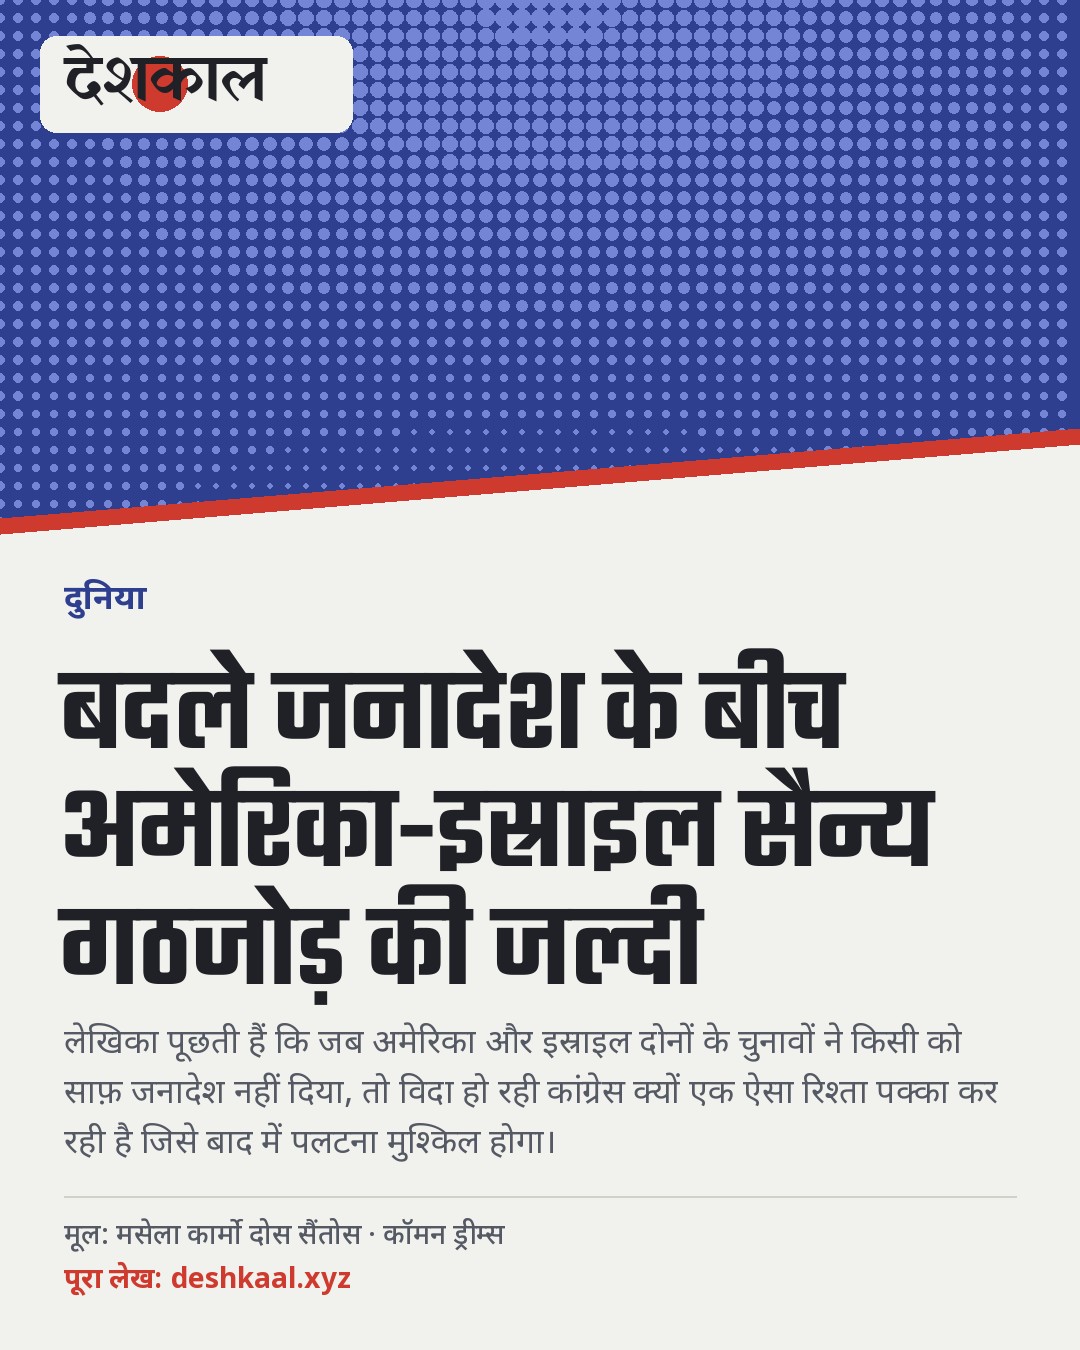 देशकाल
दुनिया
बदले जनादेश के बीच
अमेरिका-इस्राइल सैन्य
गठजोड़ की जल्दी
लेखिका पूछती हैं कि जब अमेरिका और इस्राइल दोनों के चुनावों ने किसी को
साफ़ जनादेश नहीं दिया, तो विदा हो रही कांग्रेस क्यों एक ऐसा रिश्ता पक्का कर
रही है जिसे बाद में पलटना मुश्किल होगा।
मूल: मसेला कार्मो दोस सैंतोस · कॉमन ड्रीम्स
पूरा लेख: deshkaal.xyz